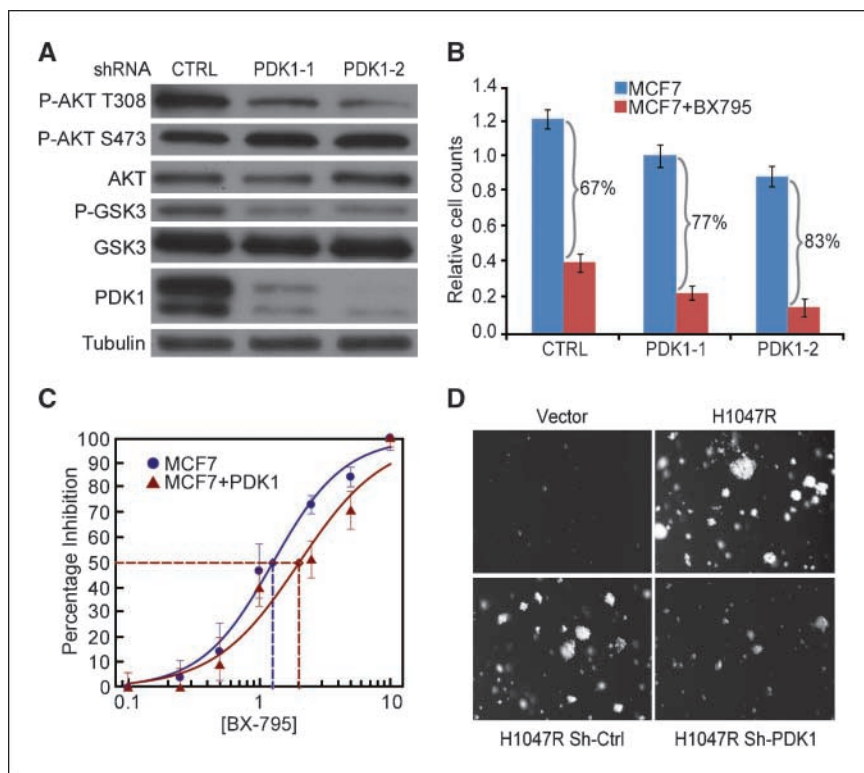 A
shRNA CTRL PDK1-1 PDK1-2
P-AKT T308
P-AKT S473
AKT
P-GSK3
GSK3
PDK1
Tubulin
B
MCF7
MCF7+BX795
Relative cell counts
1.4
1.2
1.0
0.8
0.6
0.4
0.2
0.0
67%
77%
83%
CTRL PDK1-1 PDK1-2
C
MCF7
MCF7+PDK1
Percentage Inhibition
100
90
80
70
60
50
40
30
20
10
0
0.1 1 10
[BX-795]
D
Vector H1047R
H1047R Sh-Ctrl H1047R Sh-PDK1